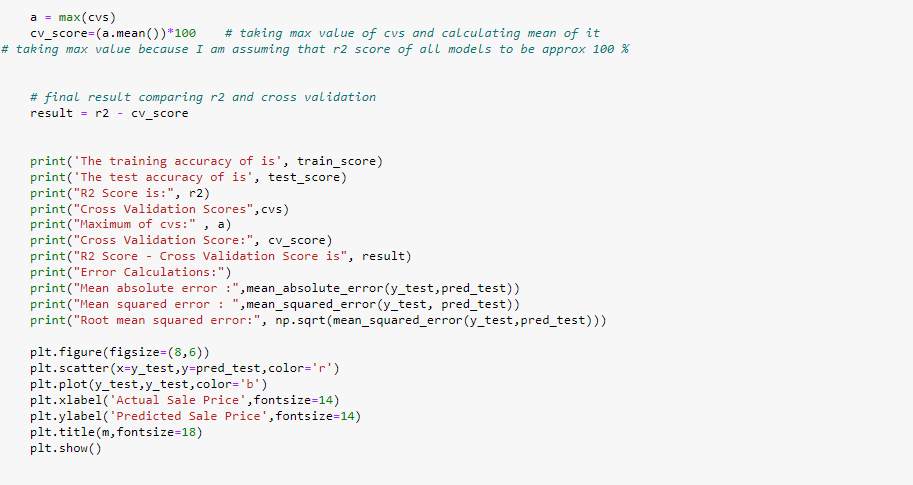 a = max(cvs)
cv_score=(a.mean())*100    # taking max value of cvs and calculating mean of it
# taking max value because I am assuming that r2 score of all models to be approx 100 %
# final result comparing r2 and cross validation
result = r2 - cv_score
print('The training accuracy of is', train_score)
print('The test accuracy of is', test_score)
print("R2 Score is:", r2)
print("Cross Validation Scores",cvs)
print("Maximum of cvs:" , a)
print("Cross Validation Score:", cv_score)
print("R2 Score - Cross Validation Score is", result)
print("Error Calculations:")
print("Mean absolute error :",mean_absolute_error(y_test,pred_test))
print("Mean squared error : ",mean_squared_error(y_test, pred_test))
print("Root mean squared error:", np.sqrt(mean_squared_error(y_test,pred_test)))
plt.figure(figsize=(8,6))
plt.scatter(x=y_test,y=pred_test,color='r')
plt.plot(y_test,y_test,color='b')
plt.xlabel('Actual Sale Price',fontsize=14)
plt.ylabel('Predicted Sale Price',fontsize=14)
plt.title(m,fontsize=18)
plt.show()